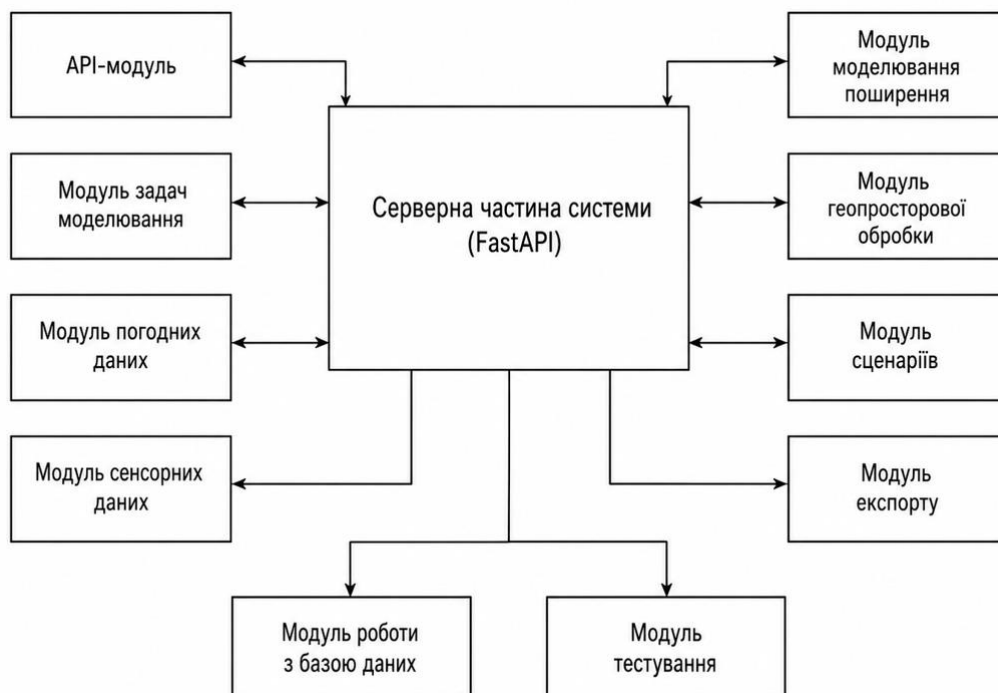 API-модуль
Модуль задач
моделювання
Модуль погодних
даних
Модуль сенсорних
даних
Серверна частина системи
(FastAPI)
Модуль
моделювання
поширення
Модуль
геопросторової
обробки
Модуль
сценаріїв
Модуль
експорту
Модуль роботи
з базою даних
Модуль
тестування